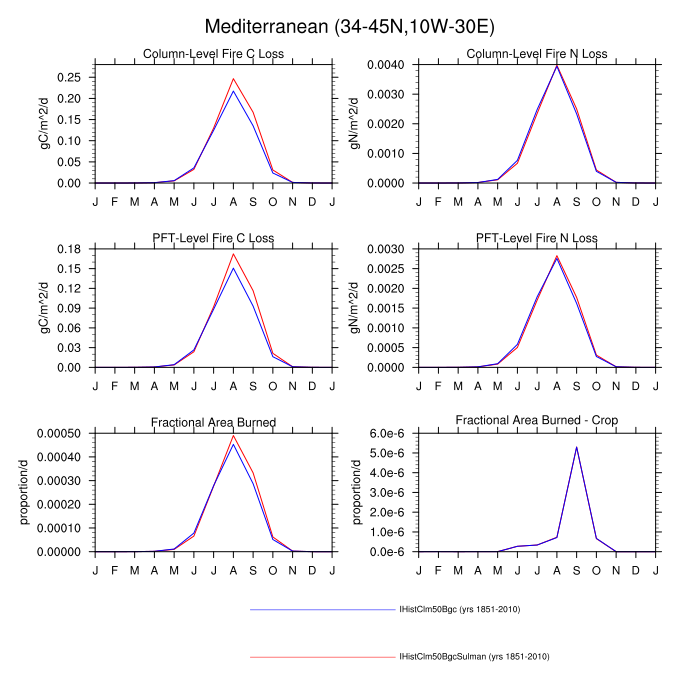 Mediterranean (34-45N,10W-30E)
Column-Level Fire C Loss
gC/m^2/d
0.25
0.20
0.15
0.10
0.05
0.00
J F M A M J J A S O N D J
Column-Level Fire N Loss
gN/m^2/d
0.0040
0.0030
0.0020
0.0010
0.0000
J F M A M J J A S O N D J
PFT-Level Fire C Loss
gC/m^2/d
0.18
0.15
0.12
0.09
0.06
0.03
0.00
J F M A M J J A S O N D J
PFT-Level Fire N Loss
gN/m^2/d
0.0030
0.0025
0.0020
0.0015
0.0010
0.0005
0.0000
J F M A M J J A S O N D J
Fractional Area Burned
proportion/d
0.00050
0.00040
0.00030
0.00020
0.00010
0.00000
J F M A M J J A S O N D J
Fractional Area Burned - Crop
proportion/d
6.0e-6
5.0e-6
4.0e-6
3.0e-6
2.0e-6
1.0e-6
0.0e-6
J F M A M J J A S O N D J
IHistClm50Bgc (yrs 1851-2010)
IHistClm50BgcSulman (yrs 1851-2010)